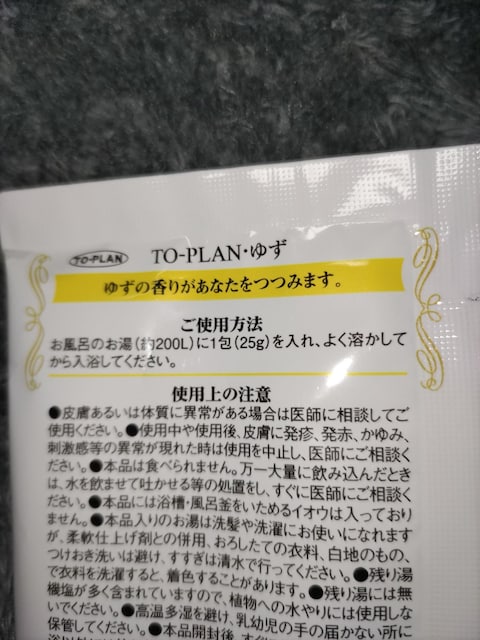 TO-PLAN TO-PLAN・ゆず
ゆずの香りがあなたをつつみます。
ご使用方法
お風呂のお湯(約200L)に1包(25g)を入れ、よく溶かして
から入浴してください。
使用上の注意
●皮膚あるいは体質に異常がある場合は医師に相談してご
使用ください。●使用中や使用後、皮膚に発疹、発赤、かゆみ、
刺激感等の異常が現れた時は使用を中止し、医師にご相談く
ださい。●本品は食べられません。万一大量に飲み込んだとき
は、水を飲ませて吐かせる等の処置をし、すぐに医師にご相談く
ださい。●本品には浴槽・風呂釜をいためるイオウは入っており
ません。●本品入りのお湯は洗髪や洗濯にお使いになれます
が、柔軟仕上げ剤との併用、おろしたての衣料、白地のもの、
つけおき洗いは避け、すすぎは清水で行ってください。●残り湯
で衣料を洗濯すると、着色することがあります。●残り湯には無
機塩が多く含まれていますので、植物への水やりには使用しな
いでください。●高温多湿を避け、乳幼児の手の届かない所に
保管してください。●本品開封後、すぐ